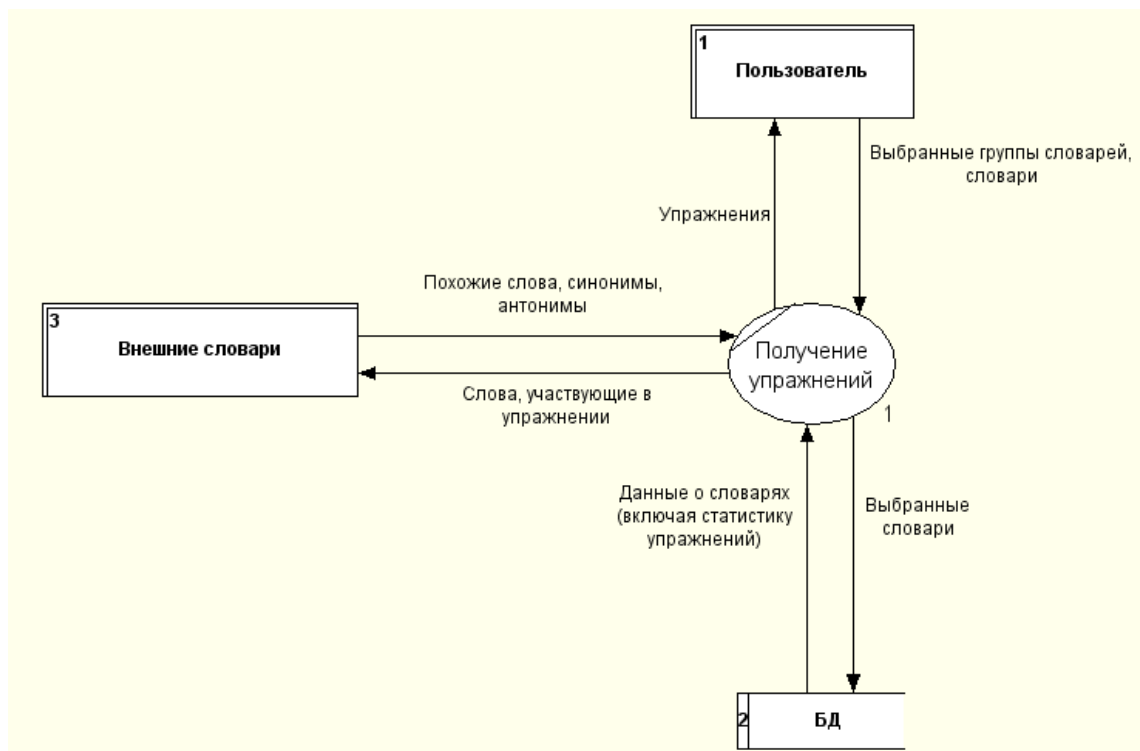 1
Пользователь
Выбранные группы словарей,
словари
Упражнения
Похожие слова, синонимы,
антонимы
3
Внешние словари
Получение
упражнений
1
Слова, участвующие в
упражнении
Данные о словарях
(включая статистику
упражнений)
Выбранные
словари
2
БД